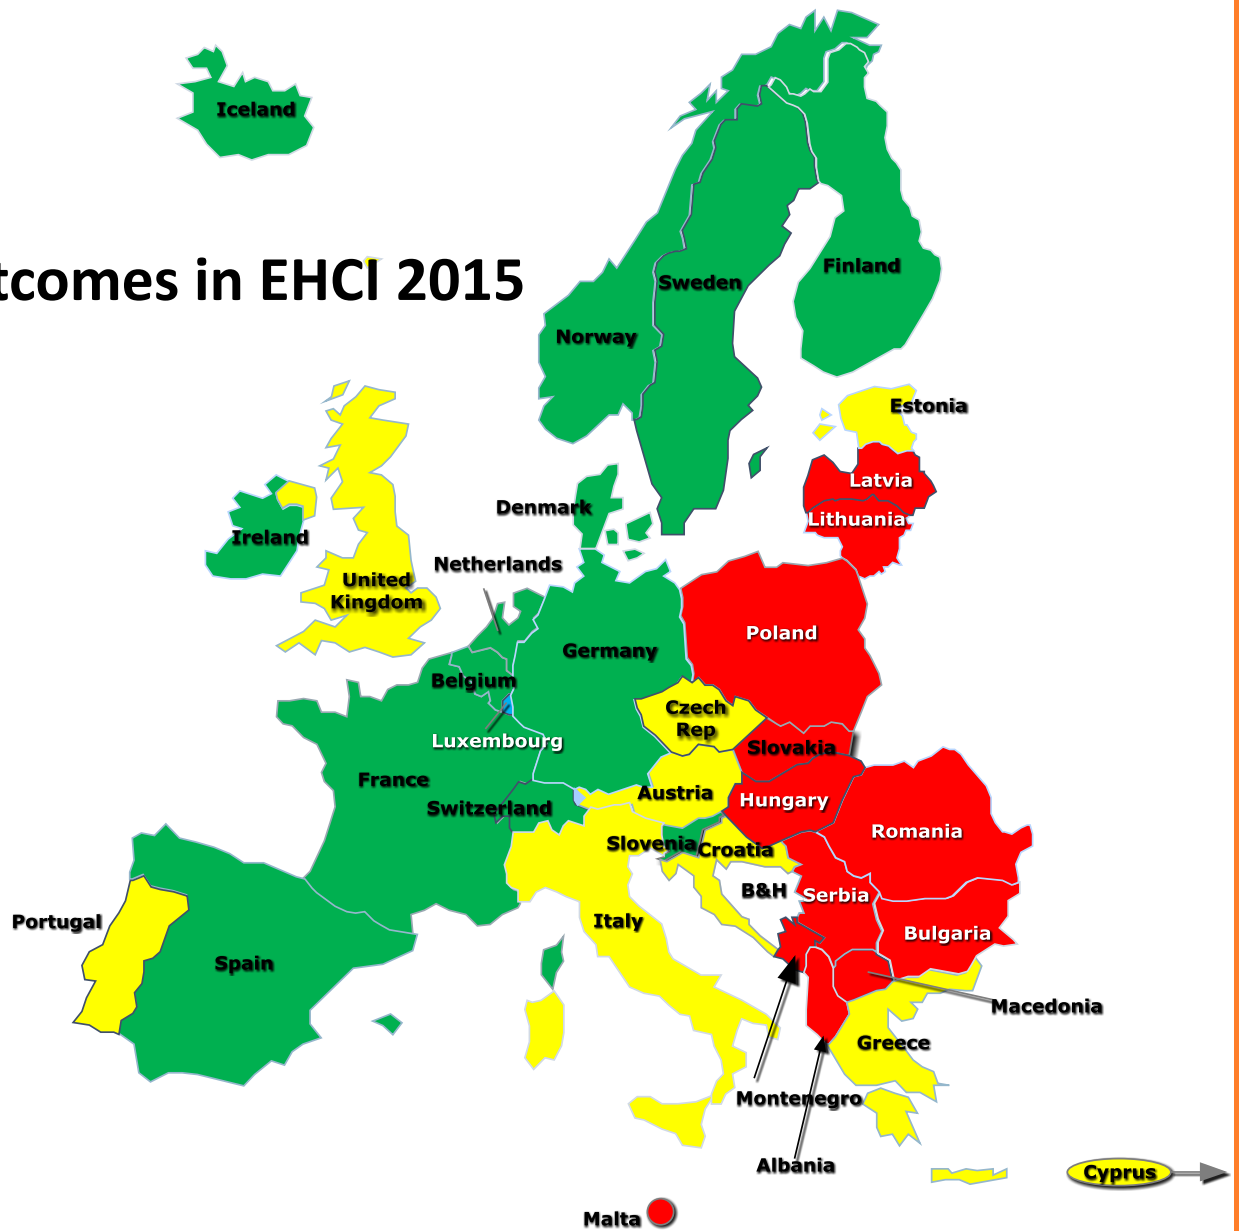 Iceland
tcomes in EHCI 2015
Finland
Sweden
Norway
Estonia
Latvia
Denmark
Lithuania
Ireland
Netherlands
United
Kingdom
Poland
Germany
Belgium
Czech
Rep
Luxembourg
Slovakia
France
Austria
Hungary
Switzerland
Romania
Slovenia
Croatia
B&H
Serbia
Portugal
Italy
Bulgaria
Spain
Macedonia
Greece
Montenegro
Albania
Cyprus
Malta